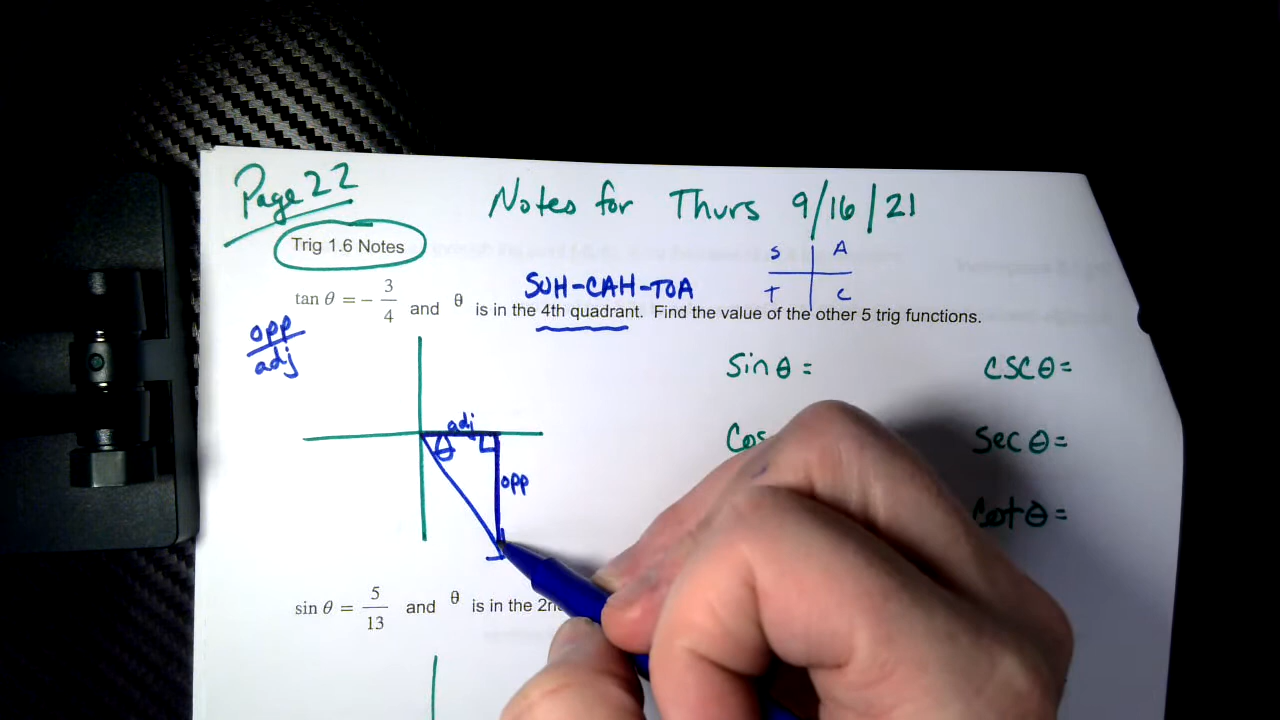 Page 22
Notes for Thurs 9/16/21
Trig 1.6 Notes
S A
T C
SOH-CAH-TOA
tan θ = - 3/4 and θ is in the 4th quadrant. Find the value of the other 5 trig functions.
opp
adj
sin θ =
csc θ =
adj
θ
Cos
Sec θ =
opp
cot θ =
sin θ = 5/13 and θ is in the